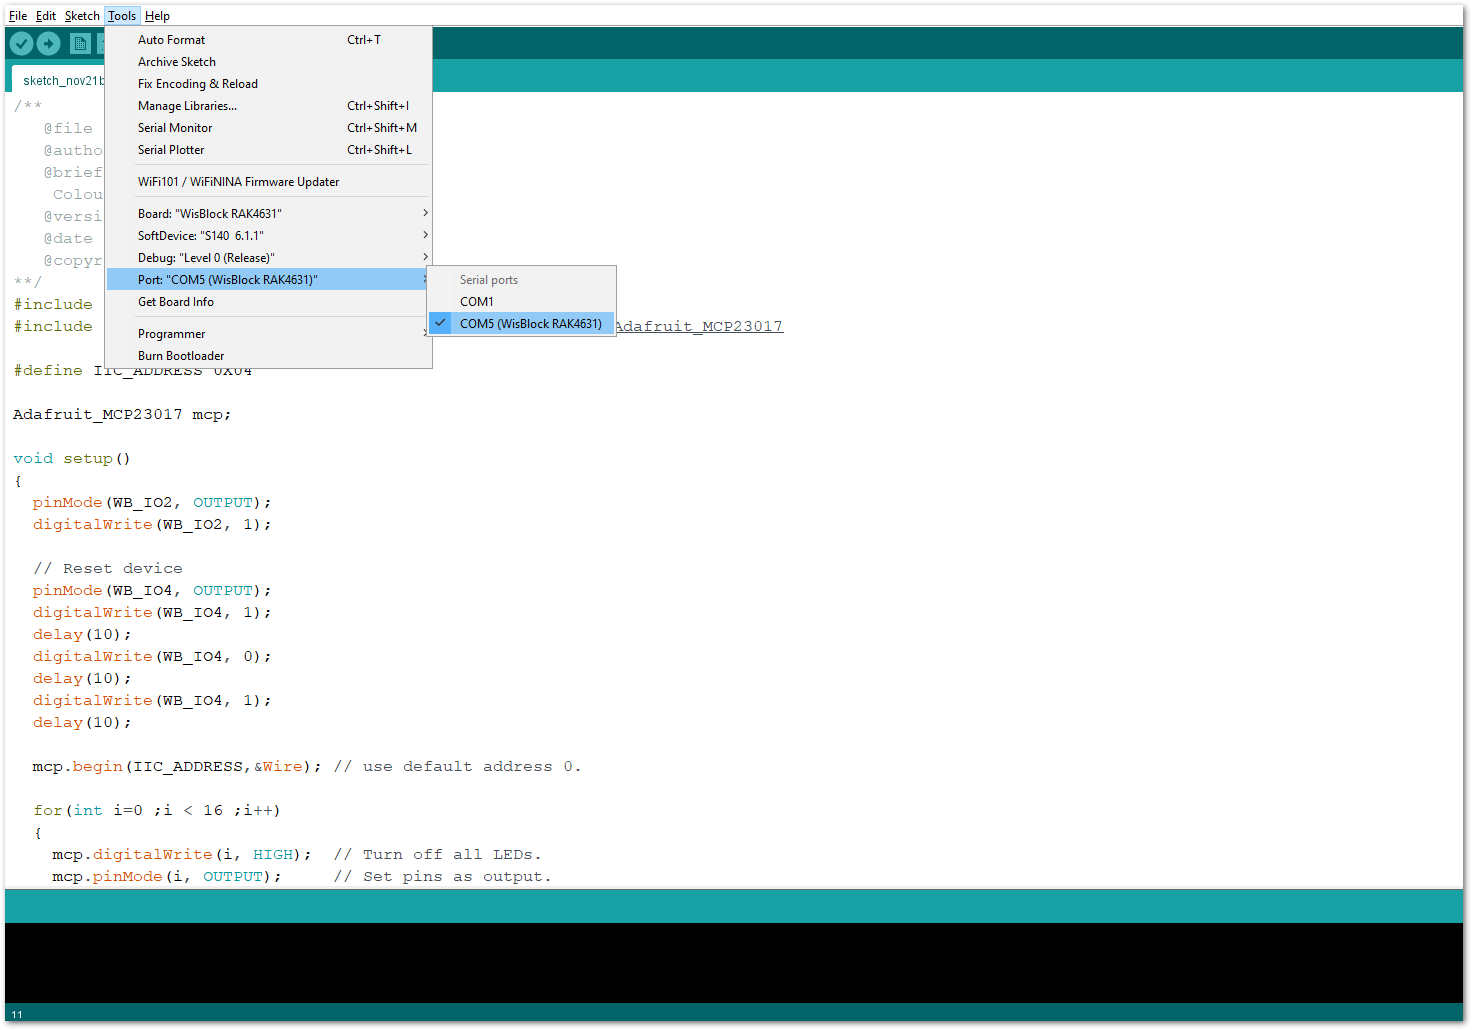 File Edit Sketch Tools Help
Auto Format Ctrl+T
Archive Sketch
Fix Encoding & Reload
Manage Libraries... Ctrl+Shift+I
Serial Monitor Ctrl+Shift+M
Serial Plotter Ctrl+Shift+L
WiFi101 / WiFiNINA Firmware Updater
Board: "WisBlock RAK4631"
SoftDevice: "S140 6.1.1"
Debug: "Level 0 (Release)"
Port: "COM5 (WisBlock RAK4631)"
Get Board Info
Programmer
Burn Bootloader
Serial ports
COM1
COM5 (WisBlock RAK4631)
sketch_nov21b
/**
@file
@autho
@brief
Colou
@versi
@date
@copyr
**/
#include
#include Adafruit_MCP23017
#define IIC_ADDRESS 0X04
Adafruit_MCP23017 mcp;
void setup()
{
pinMode(WB_IO2, OUTPUT);
digitalWrite(WB_IO2, 1);
// Reset device
pinMode(WB_IO4, OUTPUT);
digitalWrite(WB_IO4, 1);
delay(10);
digitalWrite(WB_IO4, 0);
delay(10);
digitalWrite(WB_IO4, 1);
delay(10);
mcp.begin(IIC_ADDRESS,&Wire); // use default address 0.
for(int i=0 ;i < 16 ;i++)
{
mcp.digitalWrite(i, HIGH); // Turn off all LEDs.
mcp.pinMode(i, OUTPUT); // Set pins as output.
11